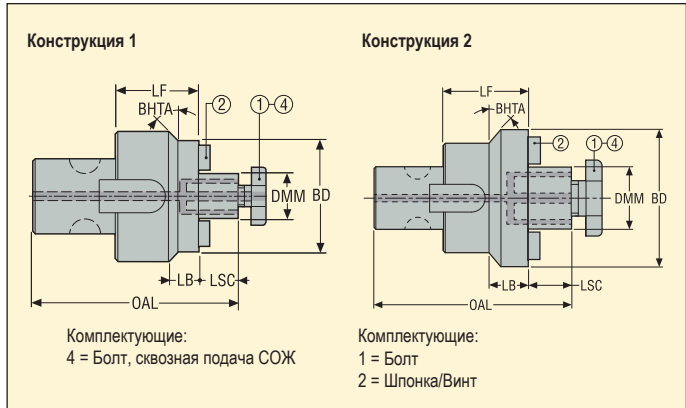 Конструкция 1
Конструкция 2
LF
BHTA
2
1
4
DMM
BD
LB
LSC
OAL
LF
BHTA
2
1
4
DMM
BD
LB
LSC
OAL
Комплектующие:
4 = Болт, сквозная подача СОЖ
Комплектующие:
1 = Болт
2 = Шпонка/Винт